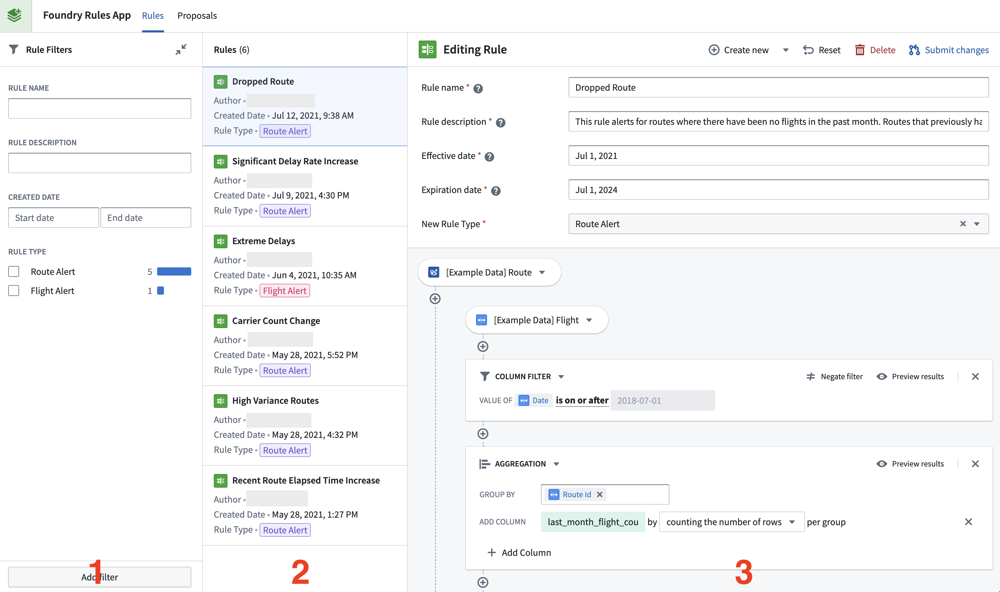 Foundry Rules App
Rules
Proposals
Rule Filters
RULE NAME
RULE DESCRIPTION
CREATED DATE
Start date
End date
RULE TYPE
Route Alert 5
Flight Alert 1
Add filter
1
Rules (6)
Dropped Route
Author •
Created Date • Jul 12, 2021, 9:38 AM
Rule Type • Route Alert
Significant Delay Rate Increase
Author •
Created Date • Jul 9, 2021, 4:30 PM
Rule Type • Route Alert
Extreme Delays
Author •
Created Date • Jun 4, 2021, 10:35 AM
Rule Type • Flight Alert
Carrier Count Change
Author •
Created Date • May 28, 2021, 5:52 PM
Rule Type • Route Alert
High Variance Routes
Author •
Created Date • May 28, 2021, 4:32 PM
Rule Type • Route Alert
Recent Route Elapsed Time Increase
Author •
Created Date • May 28, 2021, 1:27 PM
Rule Type • Route Alert
2
Editing Rule
Create new
Reset
Delete
Submit changes
Rule name * Dropped Route
Rule description * This rule alerts for routes where there have been no flights in the past month. Routes that previously ha
Effective date * Jul 1, 2021
Expiration date * Jul 1, 2024
New Rule Type * Route Alert
[Example Data] Route
[Example Data] Flight
COLUMN FILTER
Negate filter
Preview results
VALUE OF Date is on or after 2018-07-01
AGGREGATION
Preview results
GROUP BY Route Id
ADD COLUMN last_month_flight_cou by counting the number of rows per group
Add Column
3